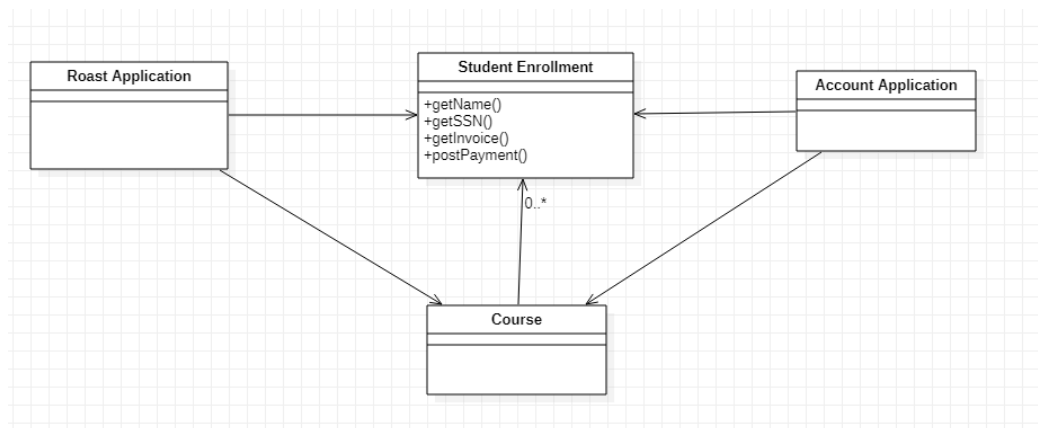 Roast Application
Student Enrollment
+getName()
+getSSN()
+getInvoice()
+postPayment()
Account Application
0..*
Course